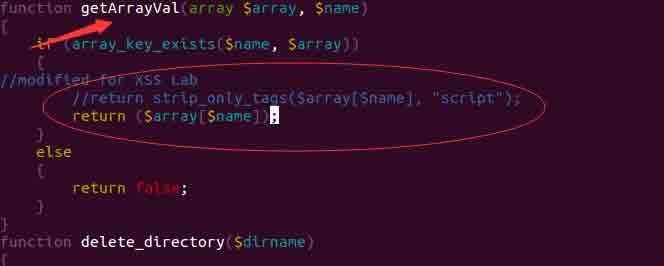 function getArrayVal(array $array, $name)
{
if (array_key_exists($name, $array))
{
//modified for XSS Lab
//return strip_only_tags($array[$name], "script");
return ($array[$name]);
}
else
{
return false;
}
}
function delete_directory($dirname)
{